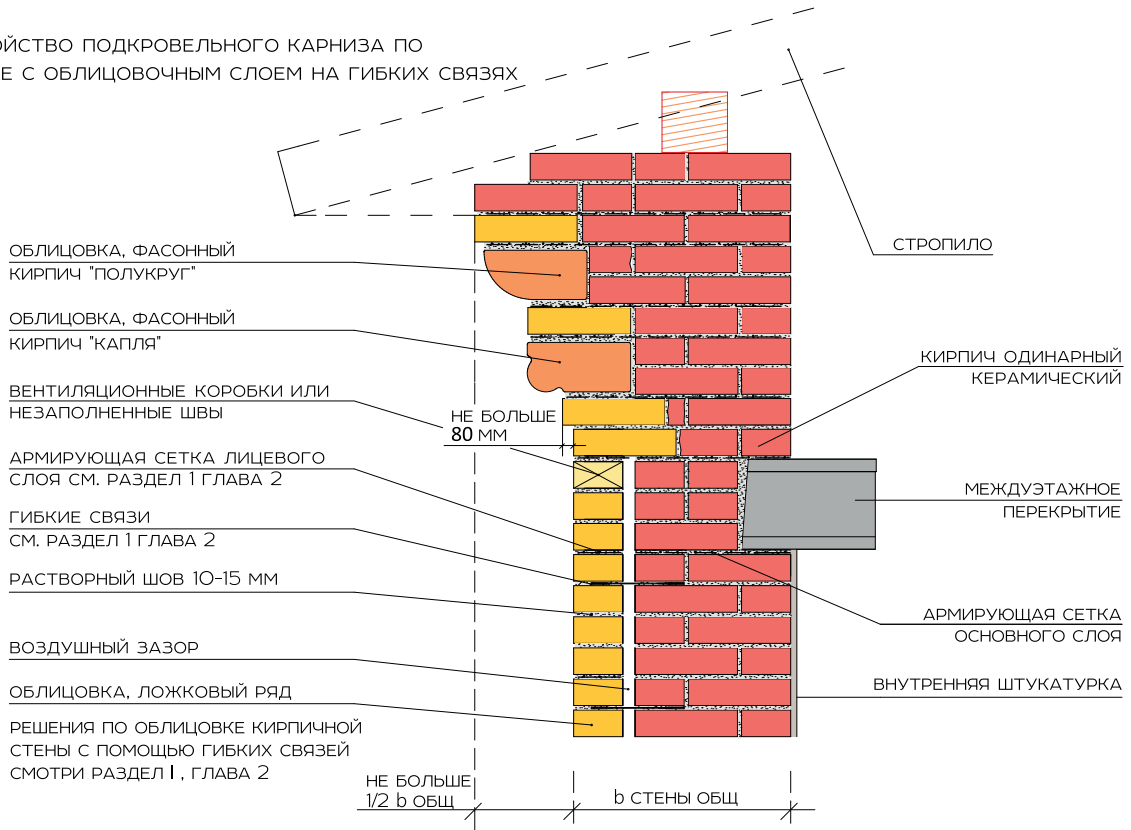 ОЙСТВО ПОДКРОВЕЛЬНОГО КАРНИЗА ПО
Е С ОБЛИЦОВОЧНЫМ СЛОЕМ НА ГИБКИХ СВЯЗЯХ
СТРОПИЛО
ОБЛИЦОВКА, ФАСОННЫЙ
КИРПИЧ "ПОЛУКРУГ"
ОБЛИЦОВКА, ФАСОННЫЙ
КИРПИЧ "КАПЛЯ"
КИРПИЧ ОДИНАРНЫЙ
КЕРАМИЧЕСКИЙ
ВЕНТИЛЯЦИОННЫЕ КОРОБКИ ИЛИ
НЕЗАПОЛНЕННЫЕ ШВЫ
НЕ БОЛЬШЕ
80 ММ
АРМИРУЮЩАЯ СЕТКА ЛИЦЕВОГО
СЛОЯ СМ. РАЗДЕЛ 1 ГЛАВА 2
МЕЖДУЭТАЖНОЕ
ПЕРЕКРЫТИЕ
ГИБКИЕ СВЯЗИ
СМ. РАЗДЕЛ 1 ГЛАВА 2
РАСТВОРНЫЙ ШОВ 10-15 ММ
АРМИРУЮЩАЯ СЕТКА
ОСНОВНОГО СЛОЯ
ВОЗДУШНЫЙ ЗАЗОР
ОБЛИЦОВКА, ЛОЖКОВЫЙ РЯД
ВНУТРЕННЯЯ ШТУКАТУРКА
РЕШЕНИЯ ПО ОБЛИЦОВКЕ КИРПИЧНОЙ
СТЕНЫ С ПОМОЩЬЮ ГИБКИХ СВЯЗЕЙ
СМОТРИ РАЗДЕЛ I, ГЛАВА 2
НЕ БОЛЬШЕ
1/2 b ОБЩ
b СТЕНЫ ОБЩ